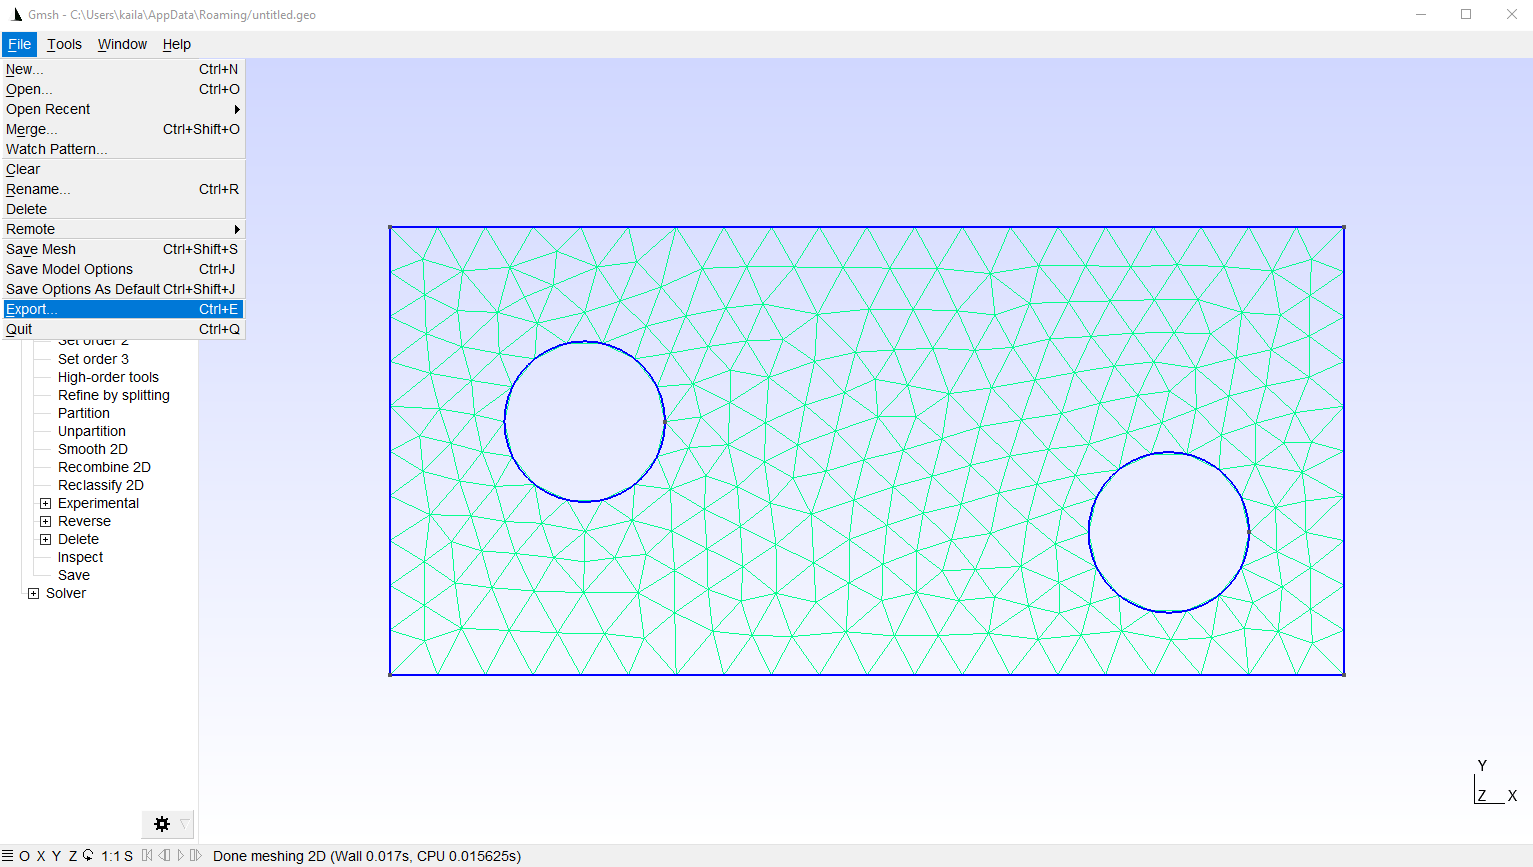 Gmsh - C:\Users\kaila\AppData\Roaming/untitled.geo
File Tools Window Help
New... Ctrl+N
Open... Ctrl+O
Open Recent
Merge... Ctrl+Shift+O
Watch Pattern...
Clear
Rename... Ctrl+R
Delete
Remote
Save Mesh Ctrl+Shift+S
Save Model Options Ctrl+J
Save Options As Default Ctrl+Shift+J
Export... Ctrl+E
Quit Ctrl+Q
Set order 2
Set order 3
High-order tools
Refine by splitting
Partition
Unpartition
Smooth 2D
Recombine 2D
Reclassify 2D
Experimental
Reverse
Delete
Inspect
Save
Solver
Y
Z X
O X Y Z 1:1 S Done meshing 2D (Wall 0.017s, CPU 0.015625s)